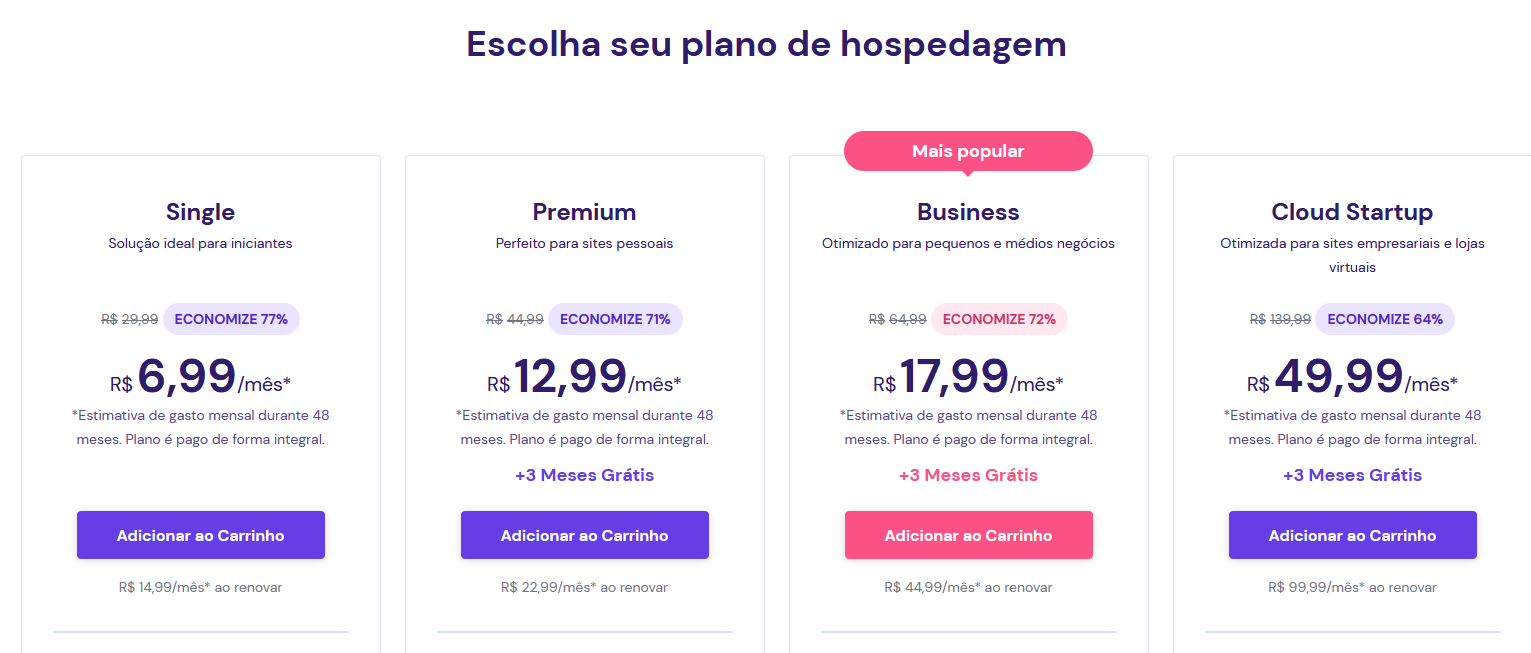 Escolha seu plano de hospedagem
Single
Solução ideal para iniciantes
R$ 29,99 ECONOMIZE 77%
R$ 6,99/mês*
*Estimativa de gasto mensal durante 48
meses. Plano é pago de forma integral.
Adicionar ao Carrinho
R$ 14,99/mês* ao renovar
Premium
Perfeito para sites pessoais
R$ 44,99 ECONOMIZE 71%
R$ 12,99/mês*
*Estimativa de gasto mensal durante 48
meses. Plano é pago de forma integral.
+3 Meses Grátis
Adicionar ao Carrinho
R$ 22,99/mês* ao renovar
Mais popular
Business
Otimizado para pequenos e médios negócios
R$ 64,99 ECONOMIZE 72%
R$ 17,99/mês*
*Estimativa de gasto mensal durante 48
meses. Plano é pago de forma integral.
+3 Meses Grátis
Adicionar ao Carrinho
R$ 44,99/mês* ao renovar
Cloud Startup
Otimizada para sites empresariais e lojas
virtuais
R$ 139,99 ECONOMIZE 64%
R$ 49,99/mês*
*Estimativa de gasto mensal durante 48
meses. Plano é pago de forma integral.
+3 Meses Grátis
Adicionar ao Carrinho
R$ 99,99/mês* ao renovar